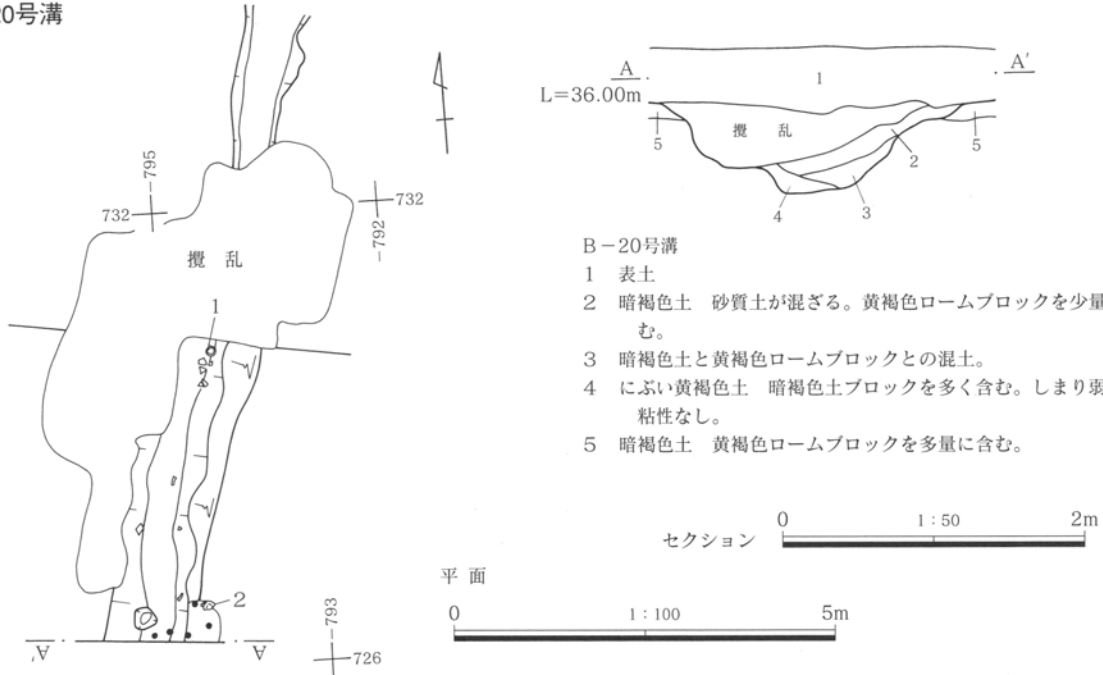 20号溝
-795
732
732
-792
攪 乱
1
2
A'
A
-793
726
A
A'
L=36.00m
1
攪 乱
5
5
2
4
3
B-20号溝
1 表土
2 暗褐色土 砂質土が混ざる。黄褐色ロームブロックを少量
む。
3 暗褐色土と黄褐色ロームブロックとの混土。
4 にぶい黄褐色土 暗褐色土ブロックを多く含む。しまり弱
粘性なし。
5 暗褐色土 黄褐色ロームブロックを多量に含む。
セクション
0 1:50 2m
平 面
0 1:100 5m